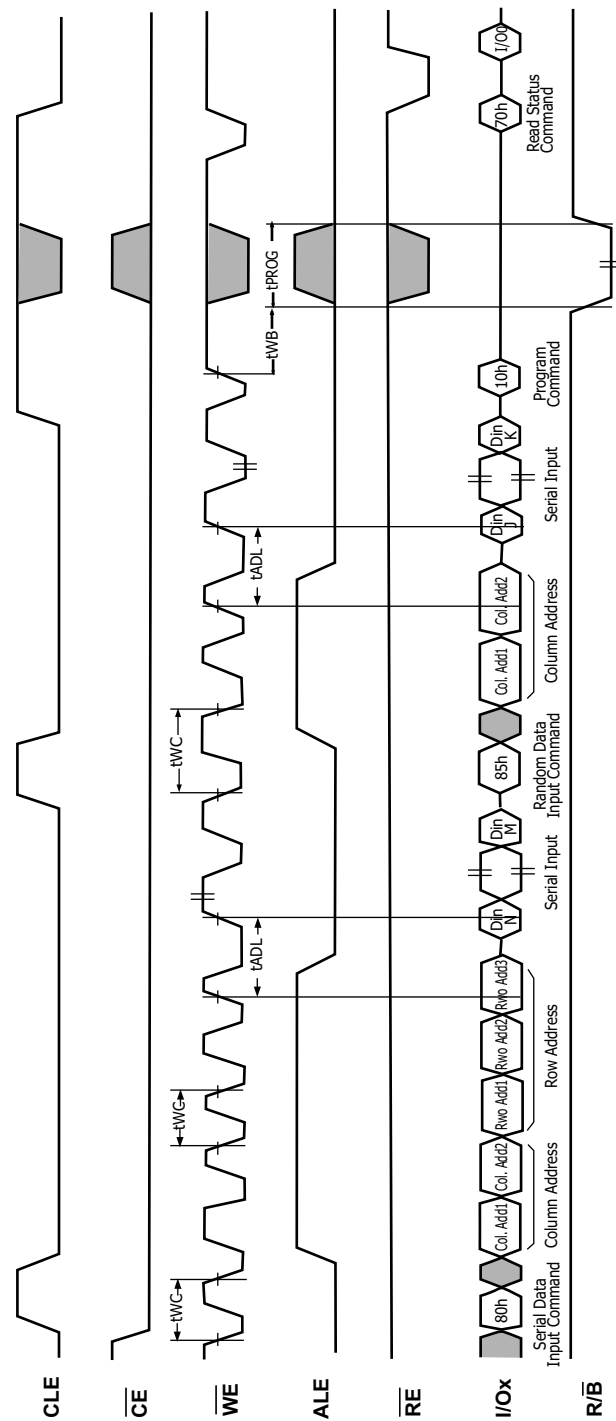 CLE
CE
WE
tWC
tWC
tADL
tWC
tADL
tWB
tPROG
ALE
RE
I/Ox
80h
Col. Add1
Col. Add2
Rwo Add1
Rwo Add2
Rwo Add3
Din
N
Din
M
85h
Col. Add1
Col. Add2
Din
J
Din
K
10h
70h
I/Oo
Serial Data
Input Command
Column Address
Row Address
Serial Input
Random Data
Input Command
Column Address
Serial Input
Program
Command
Read Status
Command
R/B